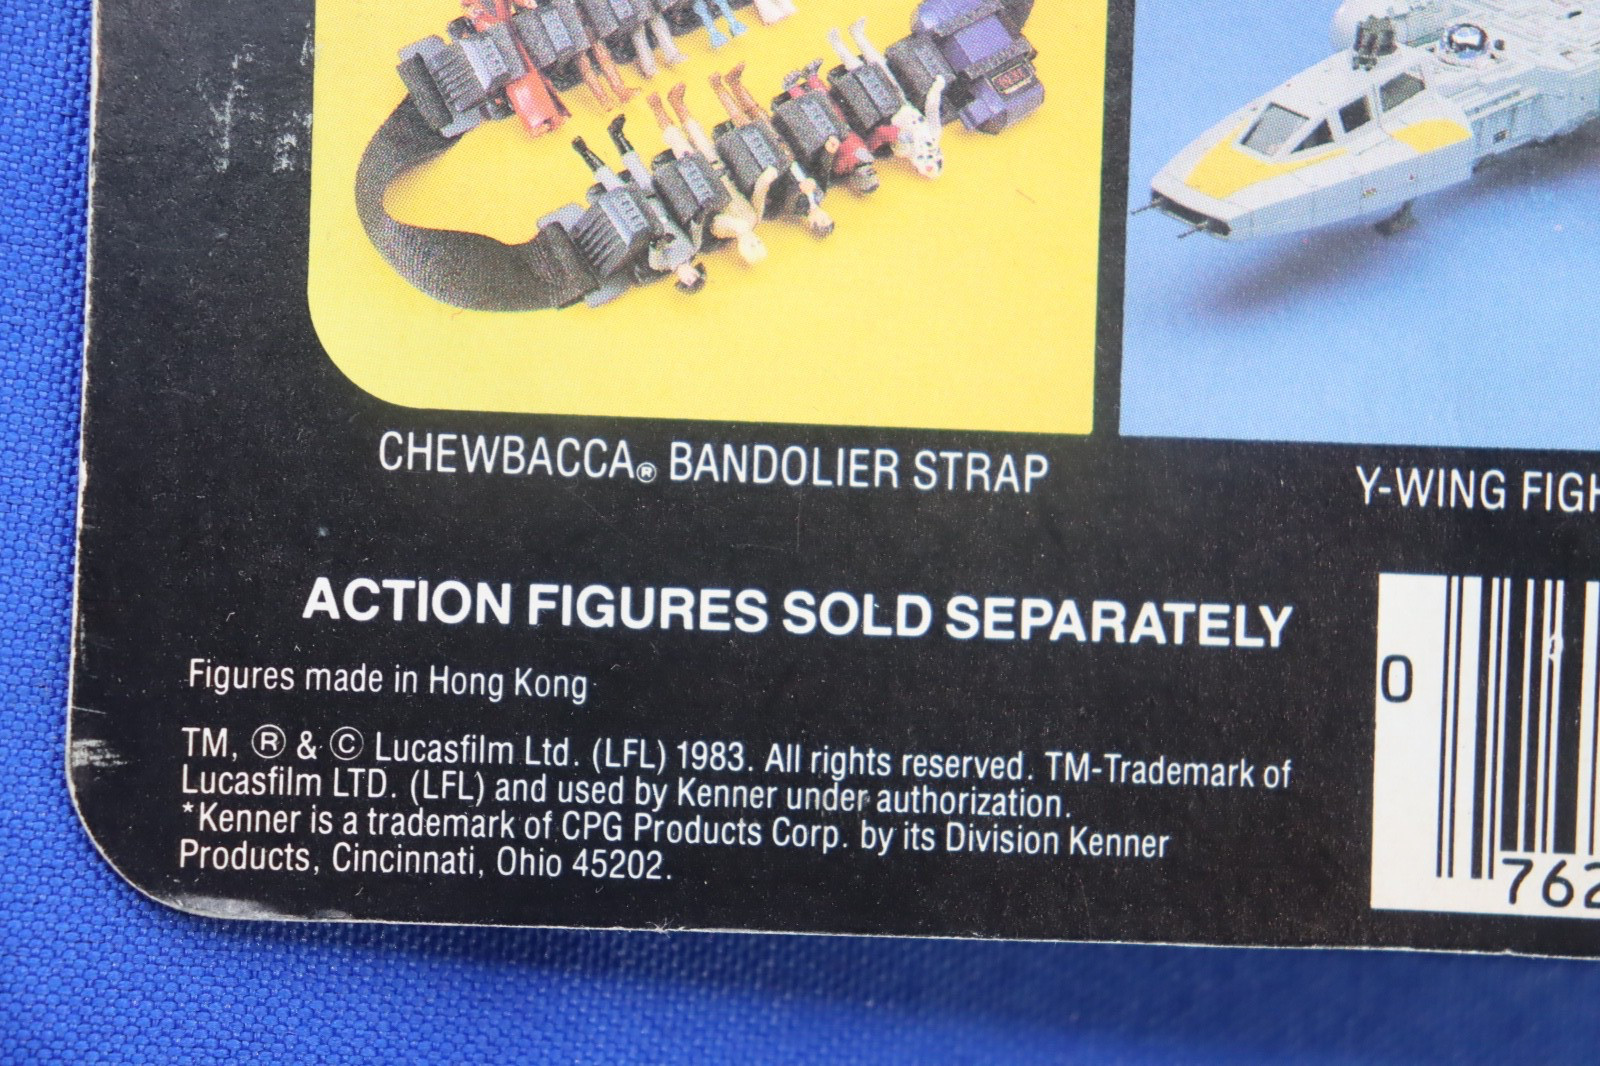 CHEWBACCA® BANDOLIER STRAP
Y-WING
ACTION FIGURES SOLD SEPARATELY
Figures made in Hong Kong
TM, ® & © Lucasfilm Ltd. (LFL) 1983. All rights reserved. TM-Trademark of
Lucasfilm LTD. (LFL) and used by Kenner under authorization.
*Kenner is a trademark of CPG Products Corp. by its Division Kenner
Products, Cincinnati, Ohio 45202.
0
762